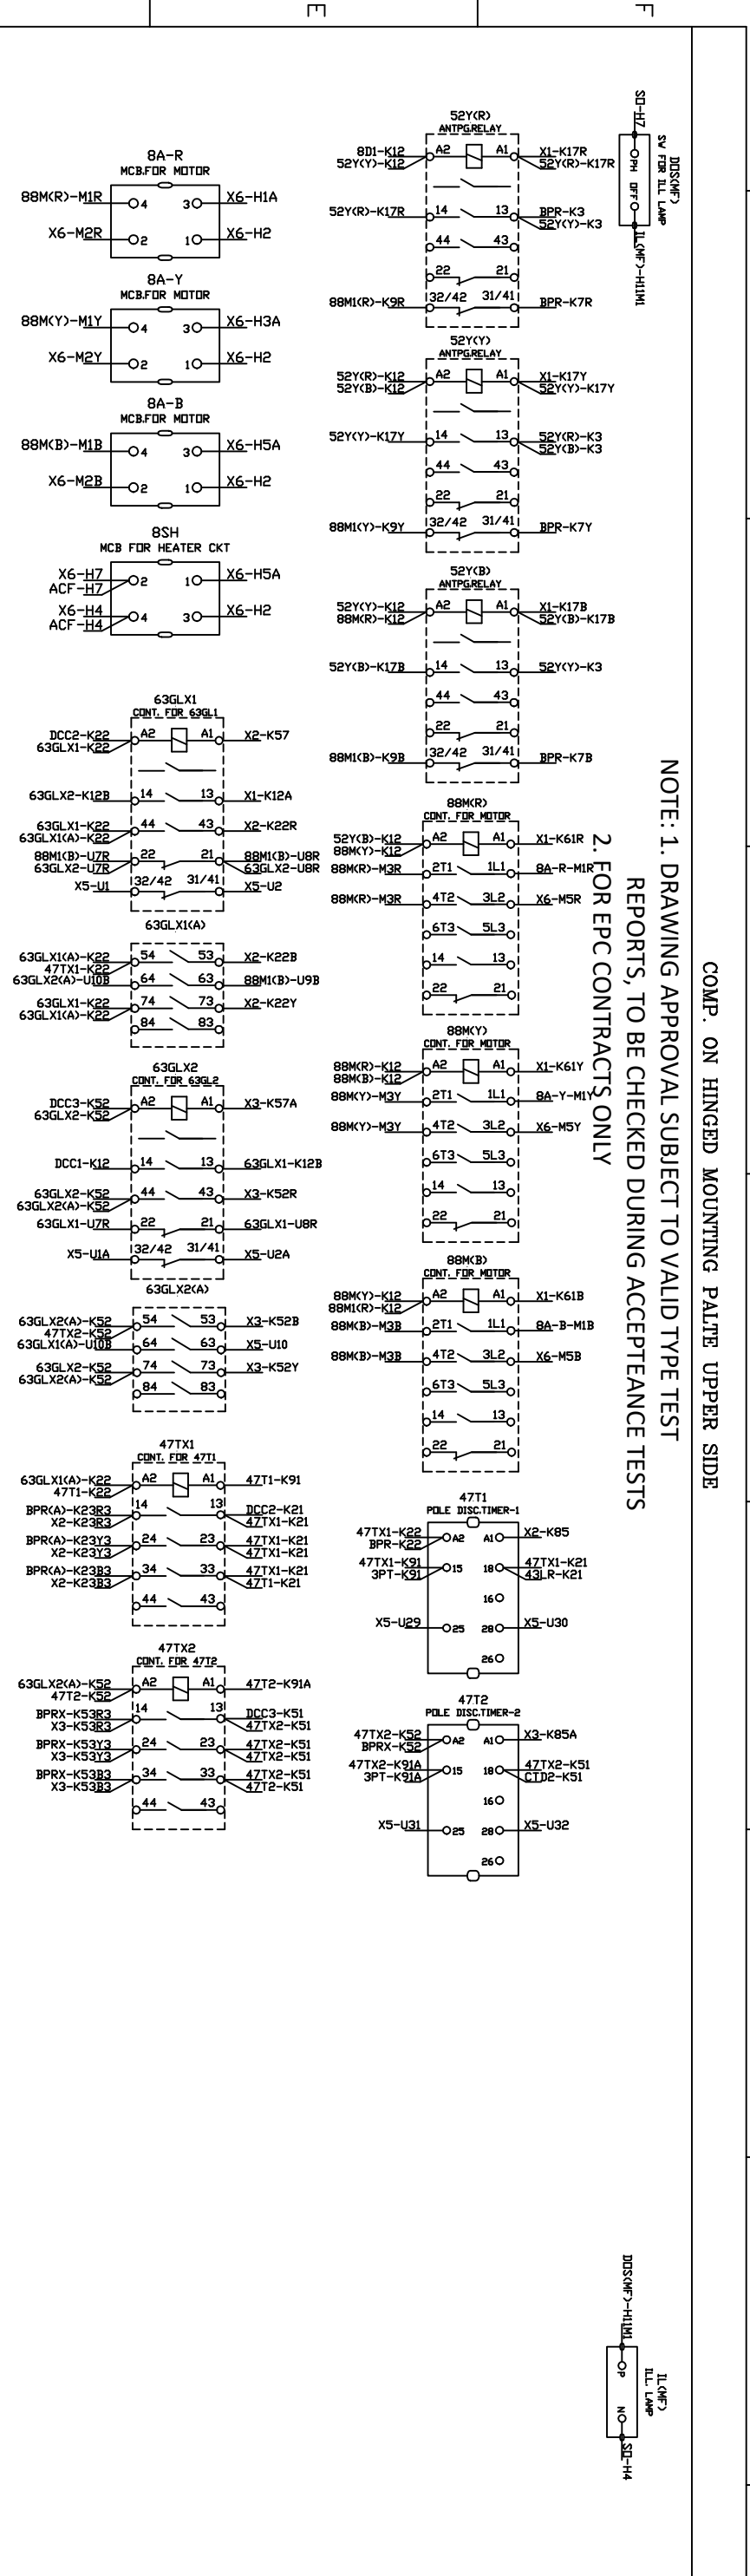 E
F
COMP. ON HINGED MOUNTING PALTE UPPER SIDE
NOTE: 1. DRAWING APPROVAL SUBJECT TO VALID TYPE TEST
REPORTS, TO BE CHECKED DURING ACCEPTEANCE TESTS
2. FOR EPC CONTRACTS ONLY
DOS(MF)
SW FOR ILL LAMP
SO-H7
PH OFF
IL(MF)-H11M1
8A-R
MCB.FOR MOTOR
88M(R)-M1R 4 3 X6-H1A
X6-M2R 2 1 X6-H2
8A-Y
MCB.FOR MOTOR
88M(Y)-M1Y 4 3 X6-H3A
X6-M2Y 2 1 X6-H2
8A-B
MCB.FOR MOTOR
88M(B)-M1B 4 3 X6-H5A
X6-M2B 2 1 X6-H2
8SH
MCB FOR HEATER CKT
X6-H7 2 1 X6-H5A
ACF-H7
X6-H4 4 3 X6-H2
ACF-H4
63GLX1
CONT. FOR 63GL1
DCC2-K22 A2 A1 X2-K57
63GLX1-K22
63GLX2-K12B 14 13 X1-K12A
63GLX1-K22 44 43 X2-K22R
63GLX1(A)-K22
88M1(B)-U7R 22 21 88M1(B)-U8R
63GLX2-U7R 63GLX2-U8R
X5-U1 32/42 31/41 X5-U2
63GLX1(A)
63GLX1(A)-K22 54 53 X2-K22B
47TX1-K22
63GLX2(A)-U10B 64 63 88M1(B)-U9B
63GLX1-K22 74 73 X2-K22Y
63GLX1(A)-K22
84 83
63GLX2
CONT. FOR 63GL2
DCC3-K52 A2 A1 X3-K57A
63GLX2-K52
DCC1-K12 14 13 63GLX1-K12B
63GLX2-K52 44 43 X3-K52R
63GLX2(A)-K52
63GLX1-U7R 22 21 63GLX1-U8R
X5-U1A 32/42 31/41 X5-U2A
63GLX2(A)
63GLX2(A)-K52 54 53 X3-K52B
47TX2-K52
63GLX1(A)-U10B 64 63 X5-U10
63GLX2-K52 74 73 X3-K52Y
63GLX2(A)-K52
84 83
47TX1
CONT. FOR 47T1
63GLX1(A)-K22 A2 A1 47T1-K91
47T1-K22
BPR(A)-K23R3 14 13 DCC2-K21
X2-K23R3 47TX1-K21
BPR(A)-K23Y3 24 23 47TX1-K21
X2-K23Y3 47TX1-K21
BPR(A)-K23B3 34 33 47TX1-K21
X2-K23B3 47T1-K21
44 43
47TX2
CONT. FOR 47T2
63GLX2(A)-K52 A2 A1 47T2-K91A
47T2-K52
BPRX-K53R3 14 13 DCC3-K51
X3-K53R3 47TX2-K51
BPRX-K53Y3 24 23 47TX2-K51
X3-K53Y3 47TX2-K51
BPRX-K53B3 34 33 47TX2-K51
X3-K53B3 47T2-K51
44 43
52Y(R)
ANTPG.RELAY
8D1-K12 A2 A1 X1-K17R
52Y(Y)-K12 52Y(R)-K17R
52Y(R)-K17R 14 13 BPR-K3
52Y(Y)-K3
44 43
22 21
88M1(R)-K9R 32/42 31/41 BPR-K7R
52Y(Y)
ANTPG.RELAY
52Y(R)-K12 A2 A1 X1-K17Y
52Y(B)-K12 52Y(Y)-K17Y
52Y(Y)-K17Y 14 13 52Y(R)-K3
52Y(B)-K3
44 43
22 21
88M1(Y)-K9Y 32/42 31/41 BPR-K7Y
52Y(B)
ANTPG.RELAY
52Y(Y)-K12 A2 A1 X1-K17B
88M(R)-K12 52Y(B)-K17B
52Y(B)-K17B 14 13 52Y(Y)-K3
44 43
22 21
88M1(B)-K9B 32/42 31/41 BPR-K7B
88M(R)
CONT. FOR MOTOR
52Y(B)-K12 A2 A1 X1-K61R
88M(Y)-K12
88M(R)-M3R 2T1 1L1 8A-R-M1R
88M(R)-M3R 4T2 3L2 X6-M5R
6T3 5L3
14 13
22 21
88M(Y)
CONT. FOR MOTOR
88M(R)-K12 A2 A1 X1-K61Y
88M(B)-K12
88M(Y)-M3Y 2T1 1L1 8A-Y-M1Y
88M(Y)-M3Y 4T2 3L2 X6-M5Y
6T3 5L3
14 13
22 21
88M(B)
CONT. FOR MOTOR
88M(Y)-K12 A2 A1 X1-K61B
88M1(R)-K12
88M(B)-M3B 2T1 1L1 8A-B-M1B
88M(B)-M3B 4T2 3L2 X6-M5B
6T3 5L3
14 13
22 21
47T1
POLE DISC.TIMER-1
47TX1-K22 A2 A1 X2-K85
BPR-K22
47TX1-K91 15 18 47TX1-K21
3PT-K91 43LR-K21
16
X5-U29 25 28 X5-U30
26
47T2
POLE DISC.TIMER-2
47TX2-K52 A2 A1 X3-K85A
BPRX-K52
47TX2-K91A 15 18 47TX2-K51
3PT-K91A CTD2-K51
16
X5-U31 25 28 X5-U32
26
IL(MF)
ILL. LAMP
DOS(MF)-H11M1
P N
SO-H4